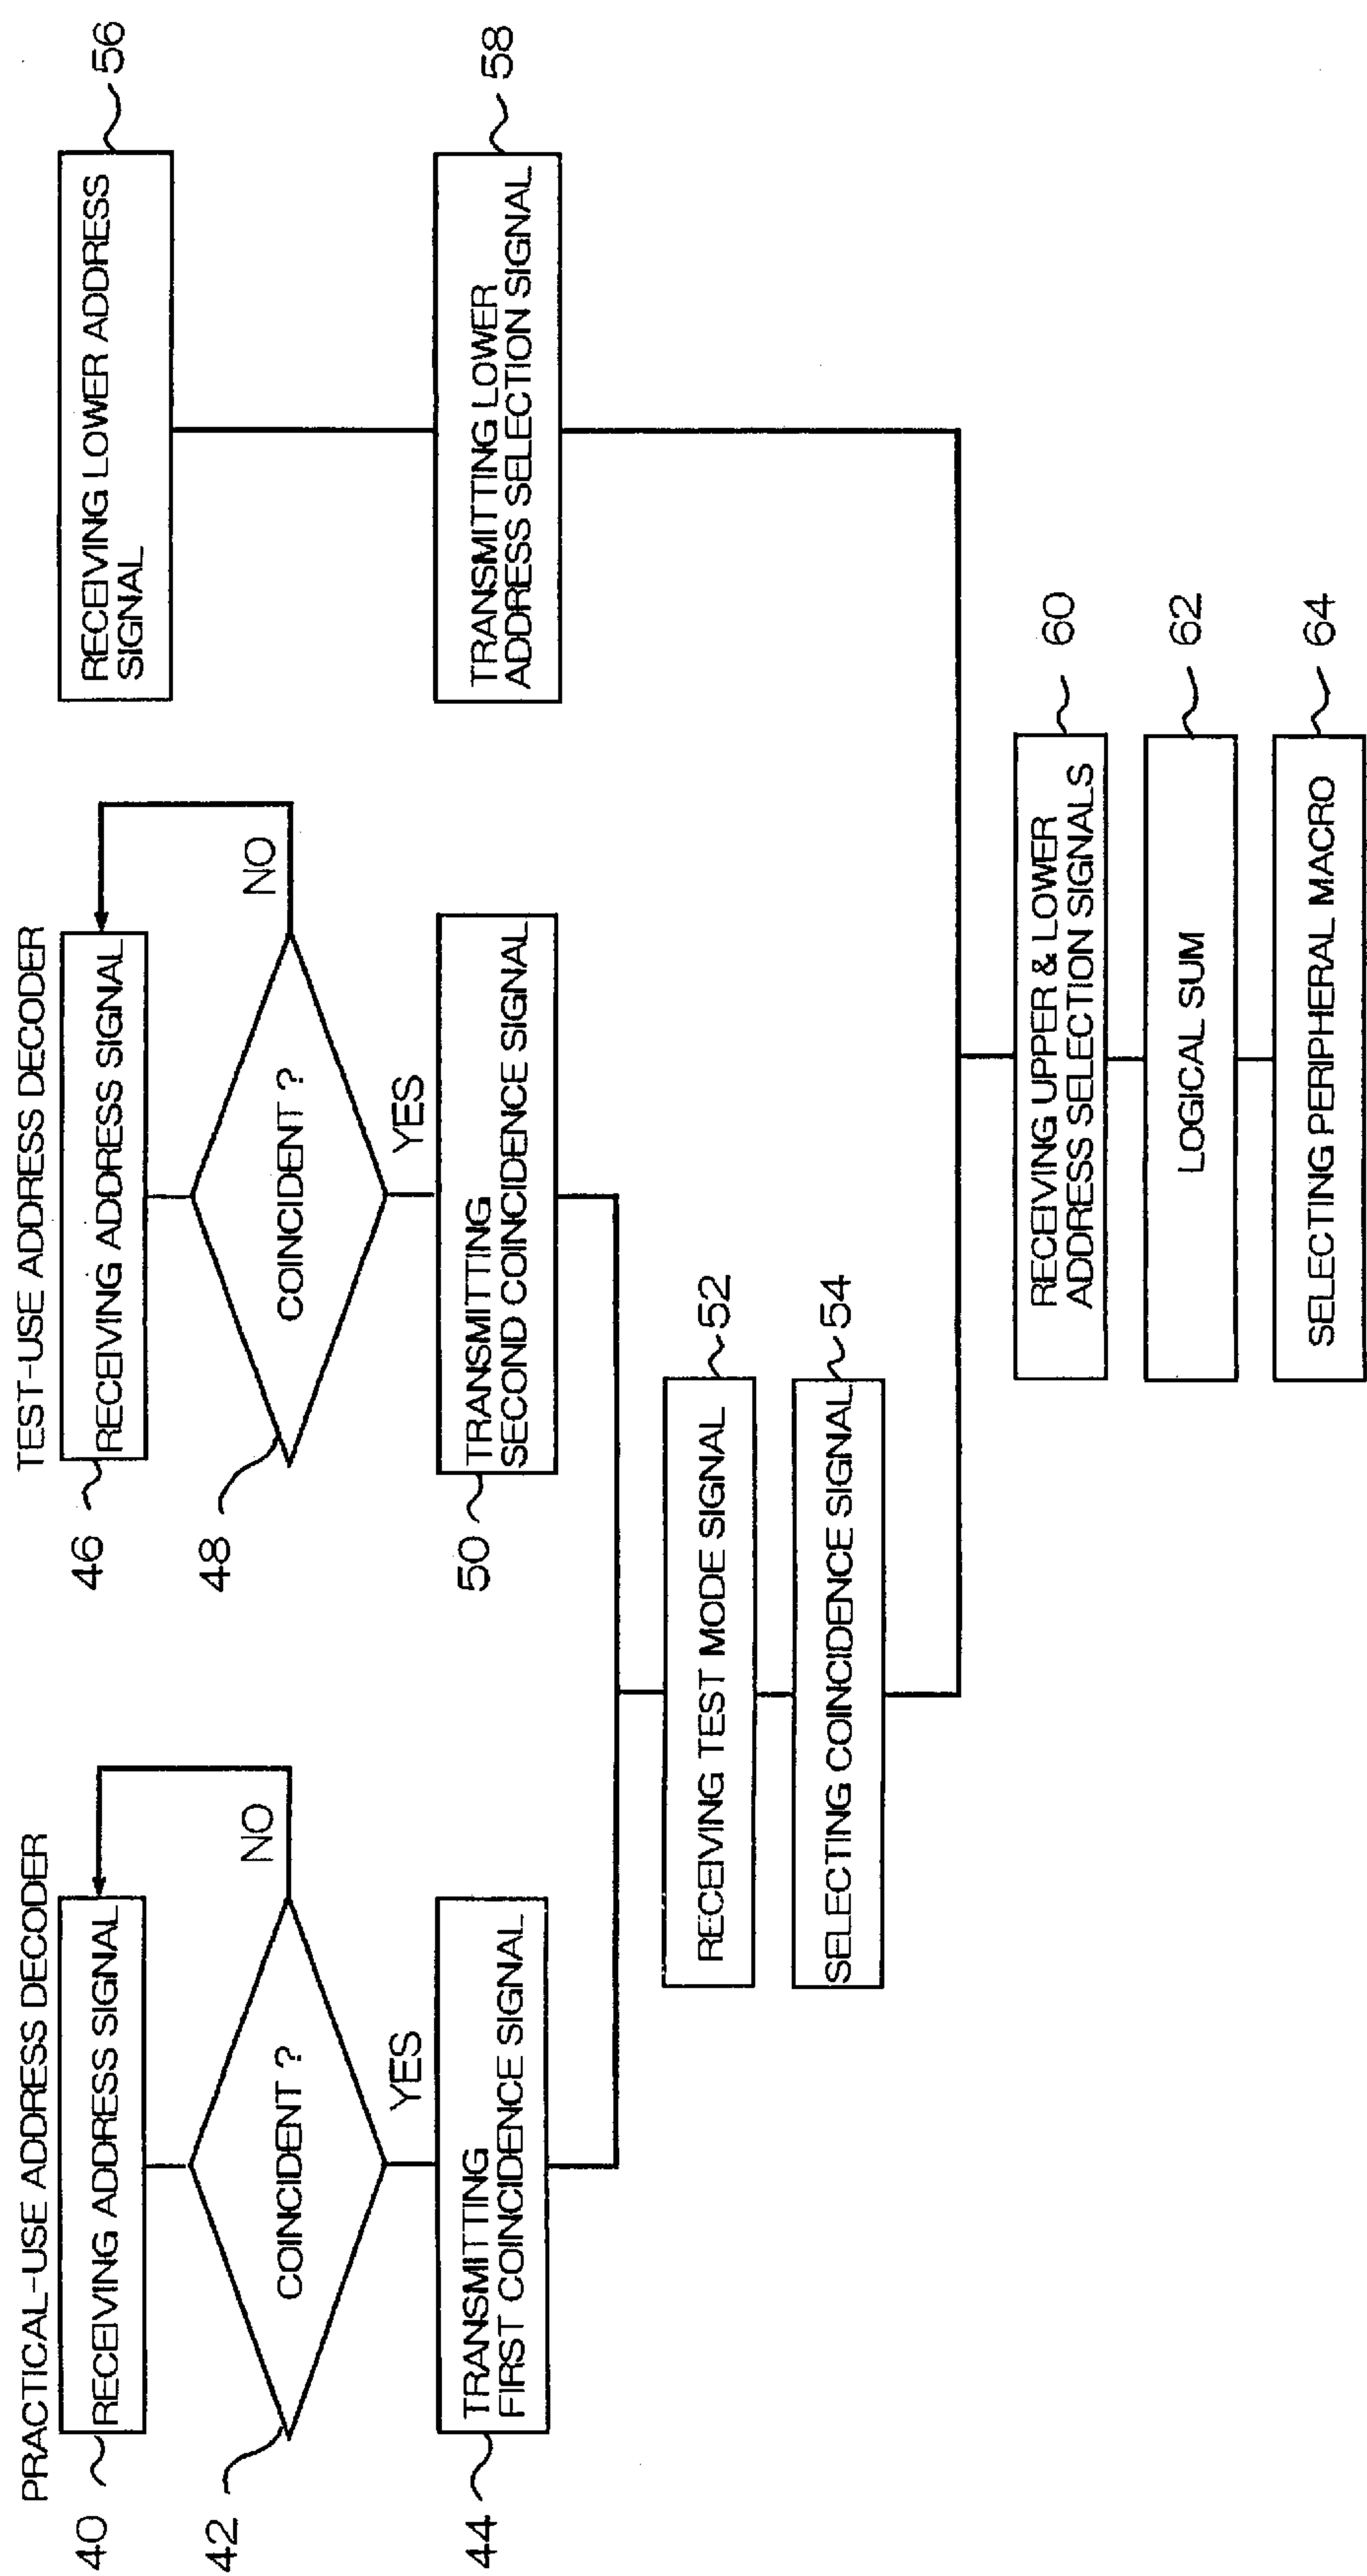 PRACTICAL-USE ADDRESS DECODER
40
RECEIVING ADDRESS SIGNAL
NO
42
COINCIDENT ?
YES
44
TRANSMITTING
FIRST COINCIDENCE SIGNAL
TEST-USE ADDRESS DECODER
46
RECEIVING ADDRESS SIGNAL
NO
48
COINCIDENT ?
YES
50
TRANSMITTING
SECOND COINCIDENCE SIGNAL
RECEIVING TEST MODE SIGNAL
52
SELECTING COINCIDENCE SIGNAL
54
RECEIVING LOWER ADDRESS
SIGNAL
56
TRANSMITTING LOWER
ADDRESS SELECTION SIGNAL
58
RECEIVING UPPER & LOWER
ADDRESS SELECTION SIGNALS
60
LOGICAL SUM
62
SELECTING PERIPHERAL MACRO
64